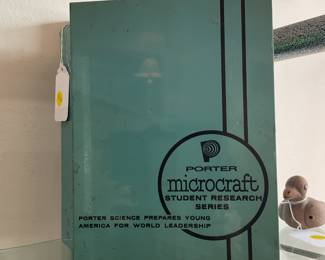 PORTER
microcraft
STUDENT RESEARCH
SERIES
PORTER SCIENCE PREPARES YOUNG
AMERICA FOR WORLD LEADERSHIP